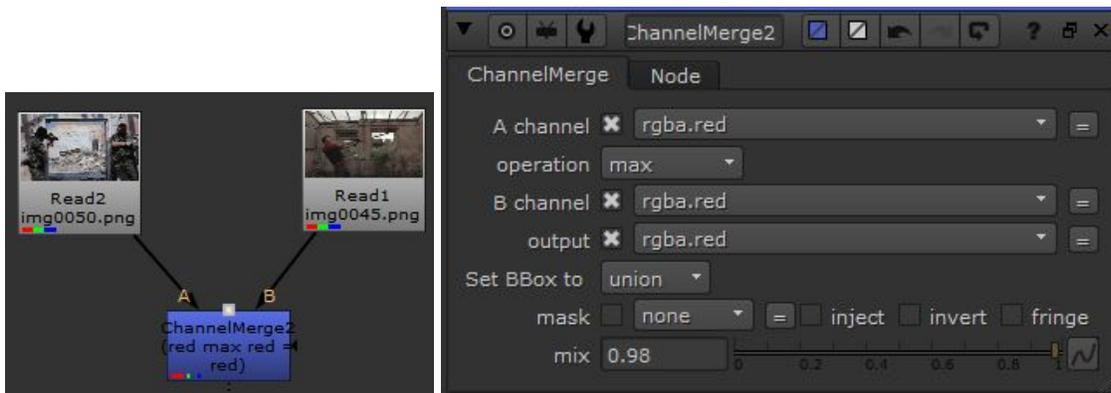 Read2
img0050.png
Read1
img0045.png
A
B
ChannelMerge2
(red max red =
red)
ChannelMerge2
?
ChannelMerge
Node
A channel
rgba.red
=
operation
max
B channel
rgba.red
=
output
rgba.red
=
Set BBox to
union
mask
none
=
inject
invert
fringe
mix
0.98
0
0.2
0.4
0.6
0.8
1